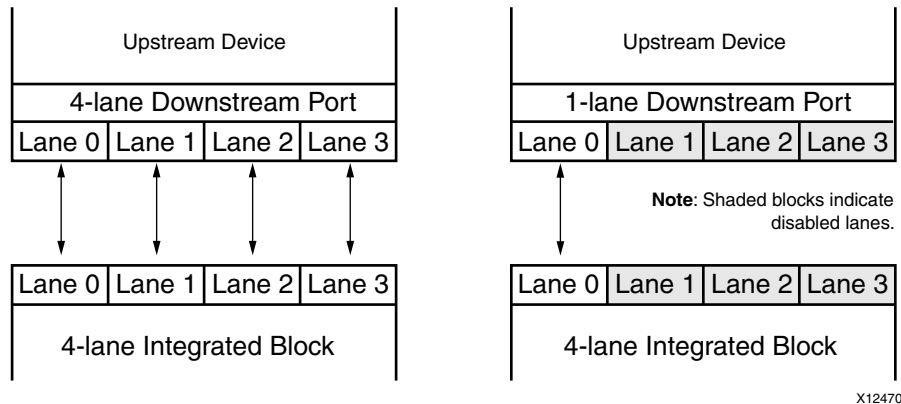 Upstream Device
4-lane Downstream Port
Lane 0 Lane 1 Lane 2 Lane 3
Lane 0 Lane 1 Lane 2 Lane 3
4-lane Integrated Block
Upstream Device
1-lane Downstream Port
Lane 0 Lane 1 Lane 2 Lane 3
Note: Shaded blocks indicate
disabled lanes.
Lane 0 Lane 1 Lane 2 Lane 3
4-lane Integrated Block
X12470